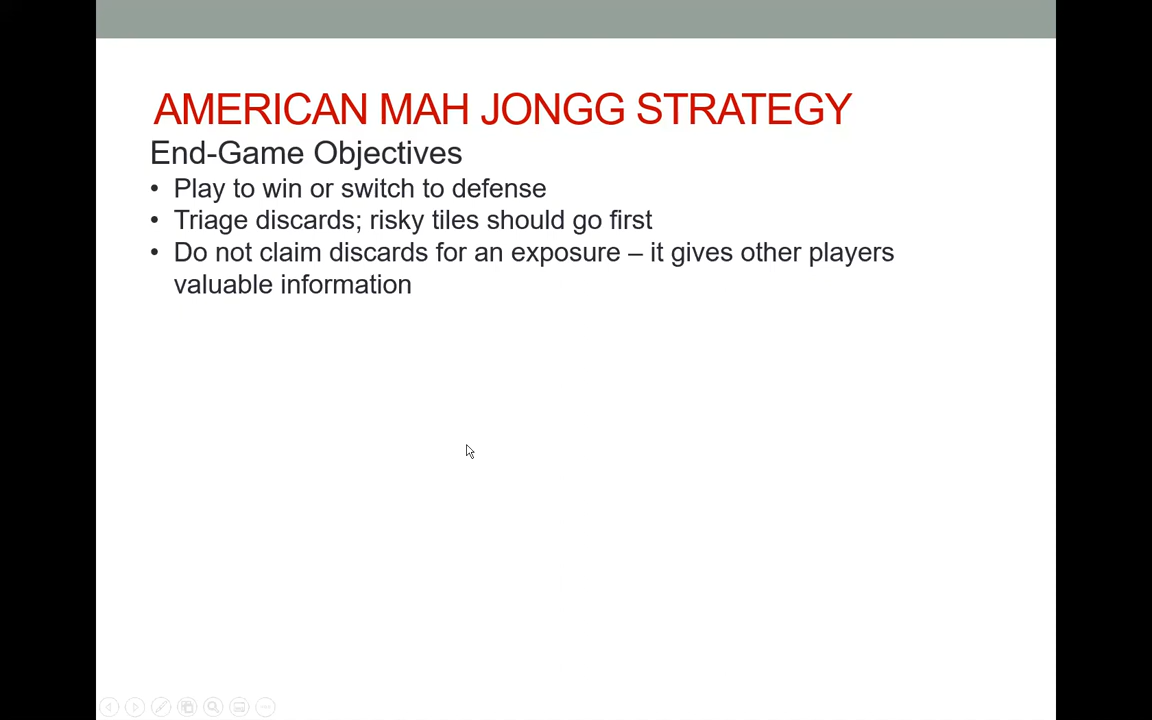 AMERICAN MAH JONGG STRATEGY
End-Game Objectives
• Play to win or switch to defense
• Triage discards; risky tiles should go first
• Do not claim discards for an exposure – it gives other players
valuable information